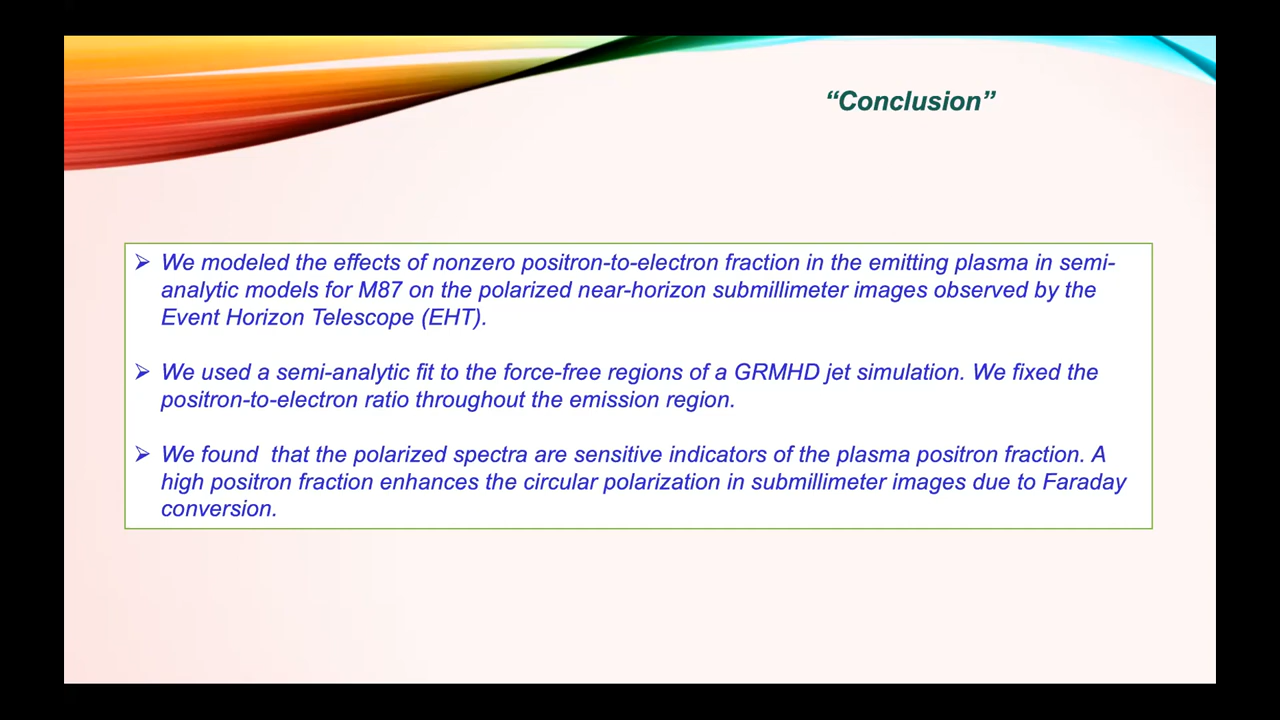 “Conclusion”
➢ We modeled the effects of nonzero positron-to-electron fraction in the emitting plasma in semi-
analytic models for M87 on the polarized near-horizon submillimeter images observed by the
Event Horizon Telescope (EHT).
➢ We used a semi-analytic fit to the force-free regions of a GRMHD jet simulation. We fixed the
positron-to-electron ratio throughout the emission region.
➢ We found  that the polarized spectra are sensitive indicators of the plasma positron fraction. A
high positron fraction enhances the circular polarization in submillimeter images due to Faraday
conversion.